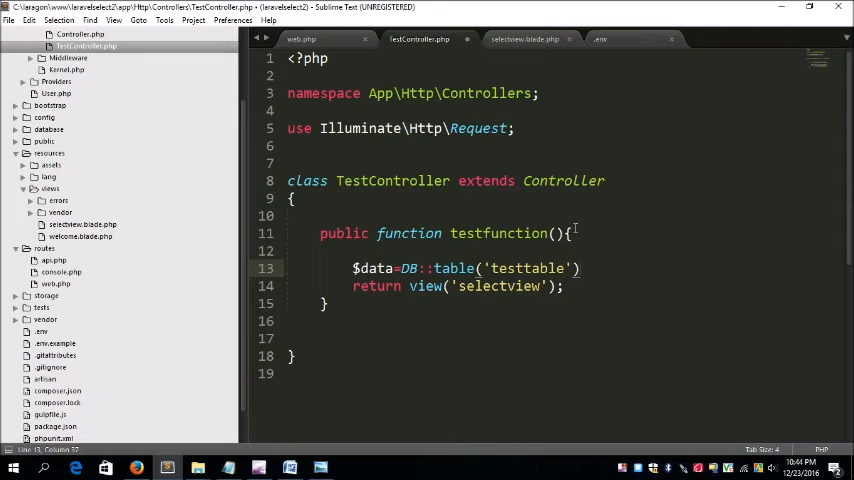 C:\laragon\www\laravelselect2\app\Http\Controllers\TestController.php • (laravelselect2) - Sublime Text (UNREGISTERED)
File Edit Selection Find View Goto Tools Project Preferences Help
Controller.php
TestController.php
Middleware
Kernel.php
Providers
User.php
bootstrap
config
database
public
resources
assets
lang
views
errors
vendor
selectview.blade.php
welcome.blade.php
routes
api.php
console.php
web.php
storage
tests
vendor
.env
.env.example
.gitattributes
.gitignore
artisan
composer.json
composer.lock
gulpfile.js
package.json
phpunit.xml
web.php × TestController.php • selectview.blade.php × .env ×
1 <?php
2
3 namespace App\Http\Controllers;
4
5 use Illuminate\Http\Request;
6
7
8 class TestController extends Controller
9 {
10
11 public function testfunction(){
12
13 $data=DB::table('testtable')
14 return view('selectview');
15 }
16
17
18 }
19
Line 13, Column 37 Tab Size: 4 PHP
10:44 PM
12/23/2016